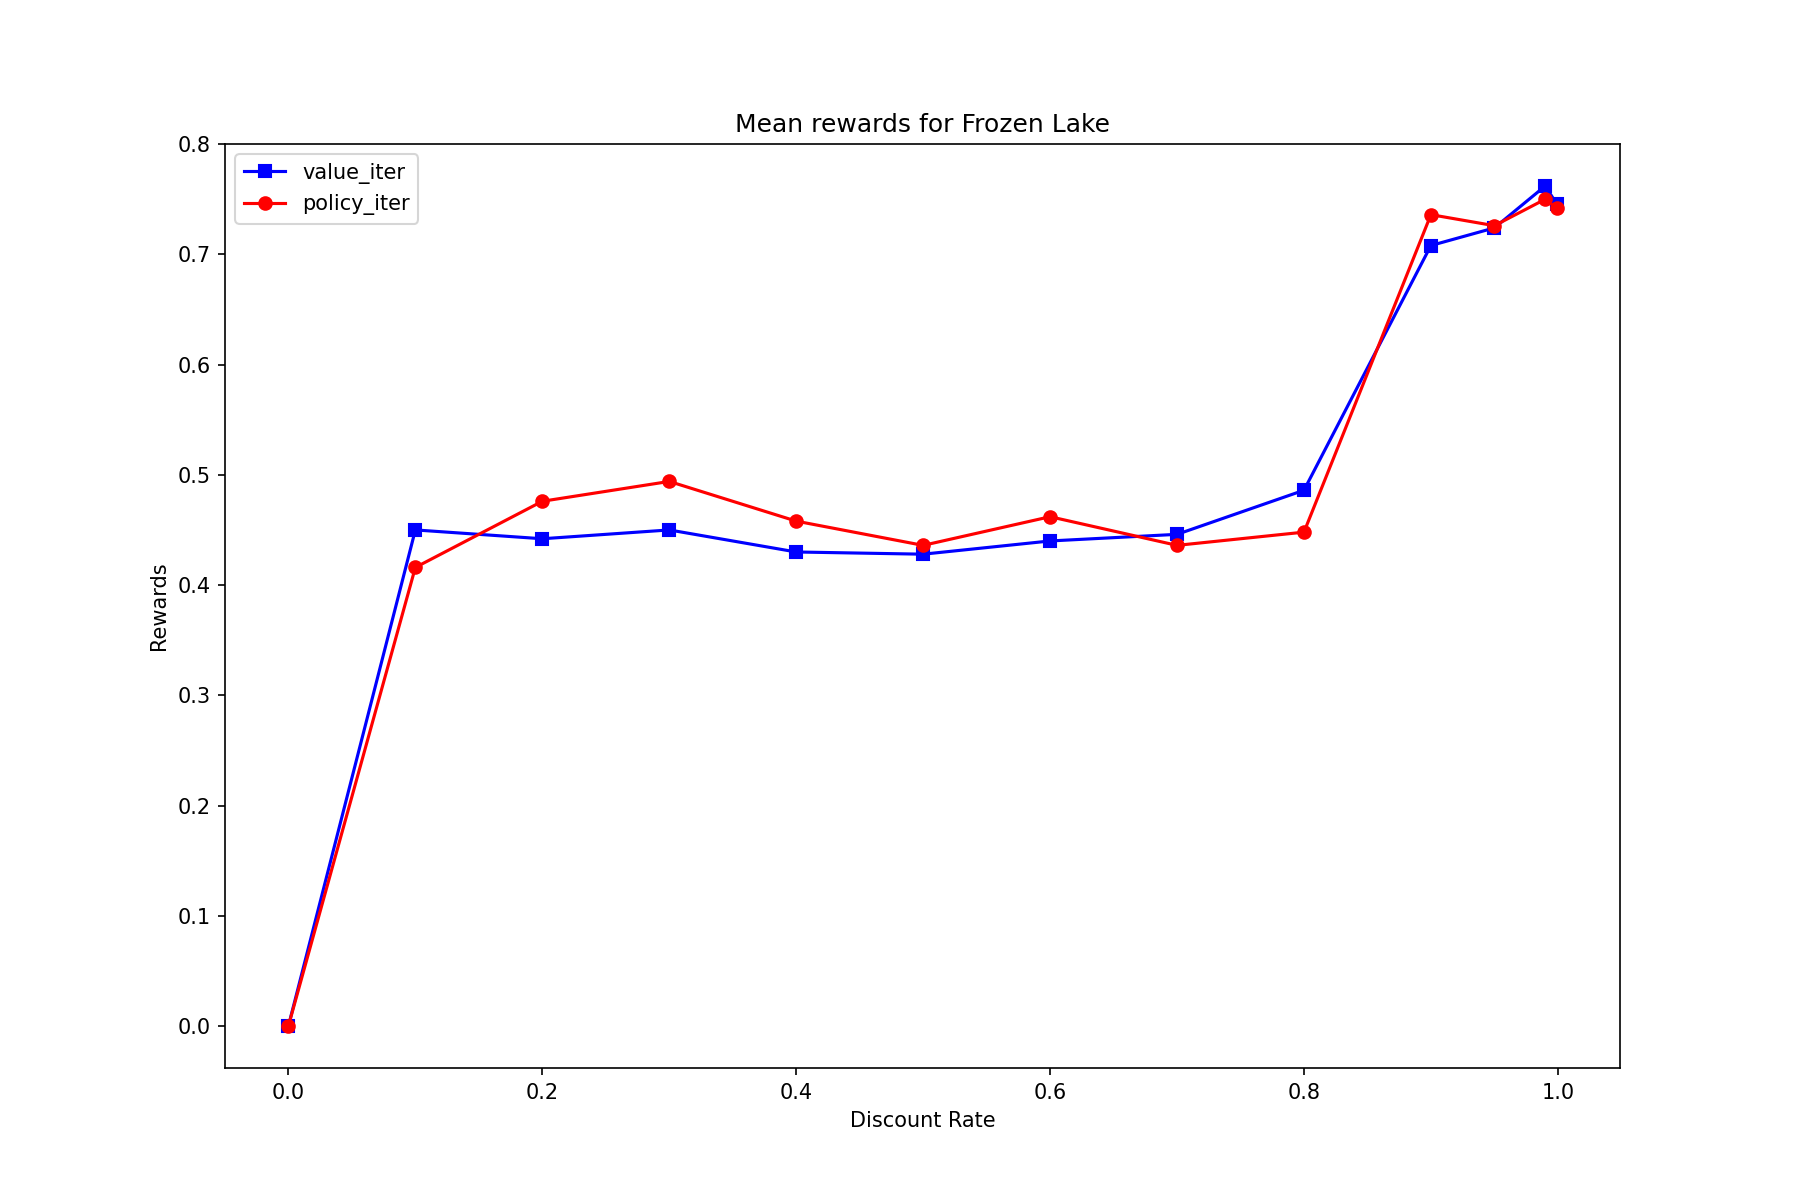 Mean rewards for Frozen Lake
value_iter
policy_iter
0.8
0.7
0.6
0.5
0.4
0.3
0.2
0.1
0.0
Rewards
0.0 0.2 0.4 0.6 0.8 1.0
Discount Rate